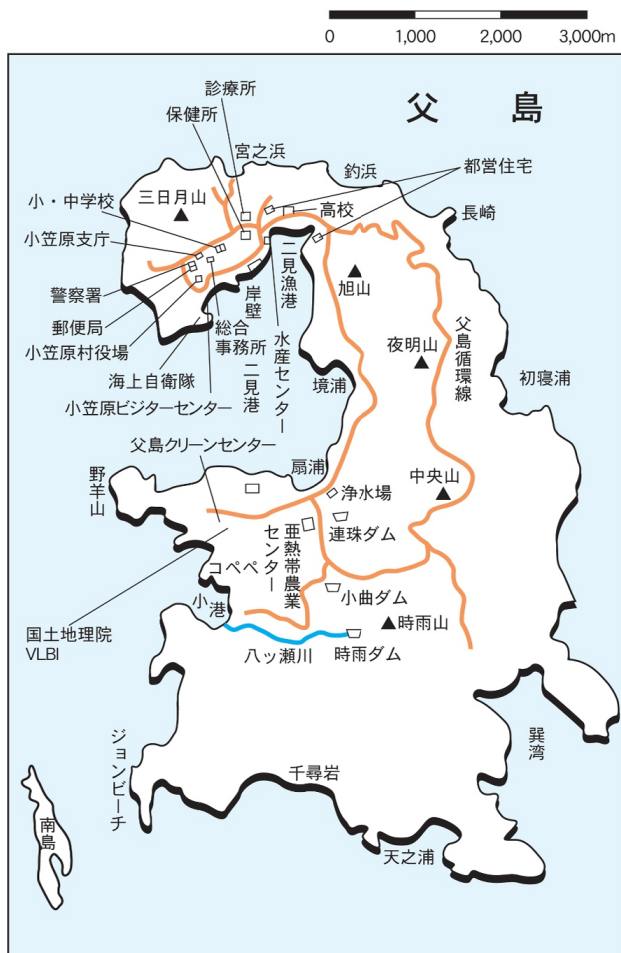 0 1,000 2,000 3,000m
父島
診療所
保健所
宮之浜
釣浜
都営住宅
三日月山
高校
長崎
小・中学校
小笠原支庁
二見漁港
旭山
警察署
岸壁
郵便局
総合
事務所
小笠原村役場
水産センター
父島循環線
夜明山
初寝浦
海上自衛隊
二見港
境浦
小笠原ビジターセンター
父島クリーンセンター
扇浦
野羊山
中央山
浄水場
連珠ダム
亜熱帯農業
センター
コペペ
小港
小曲ダム
時雨山
国土地理院
VLBI
八ッ瀬川
時雨ダム
ジョンビーチ
巽湾
千尋岩
南島
天之浦